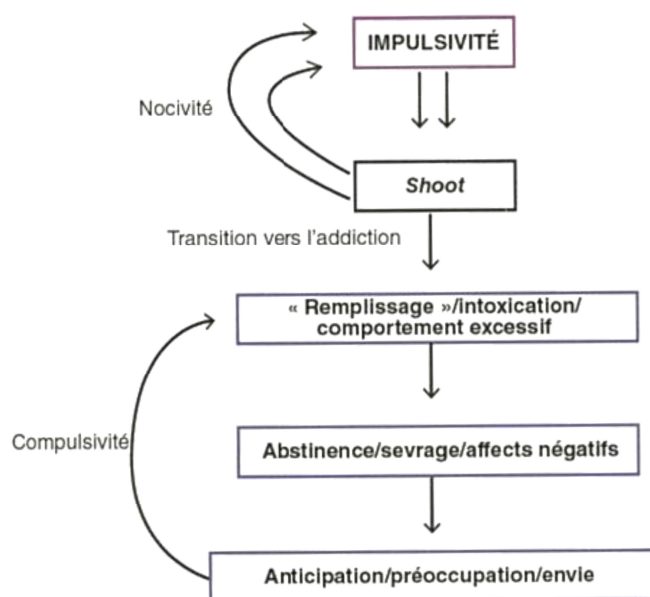 IMPULSIVITÉ
Nocivité
Shoot
Transition vers l'addiction
« Remplissage »/intoxication/
comportement excessif
Compulsivité
Abstinence/sevrage/affects négatifs
Anticipation/préoccupation/envie